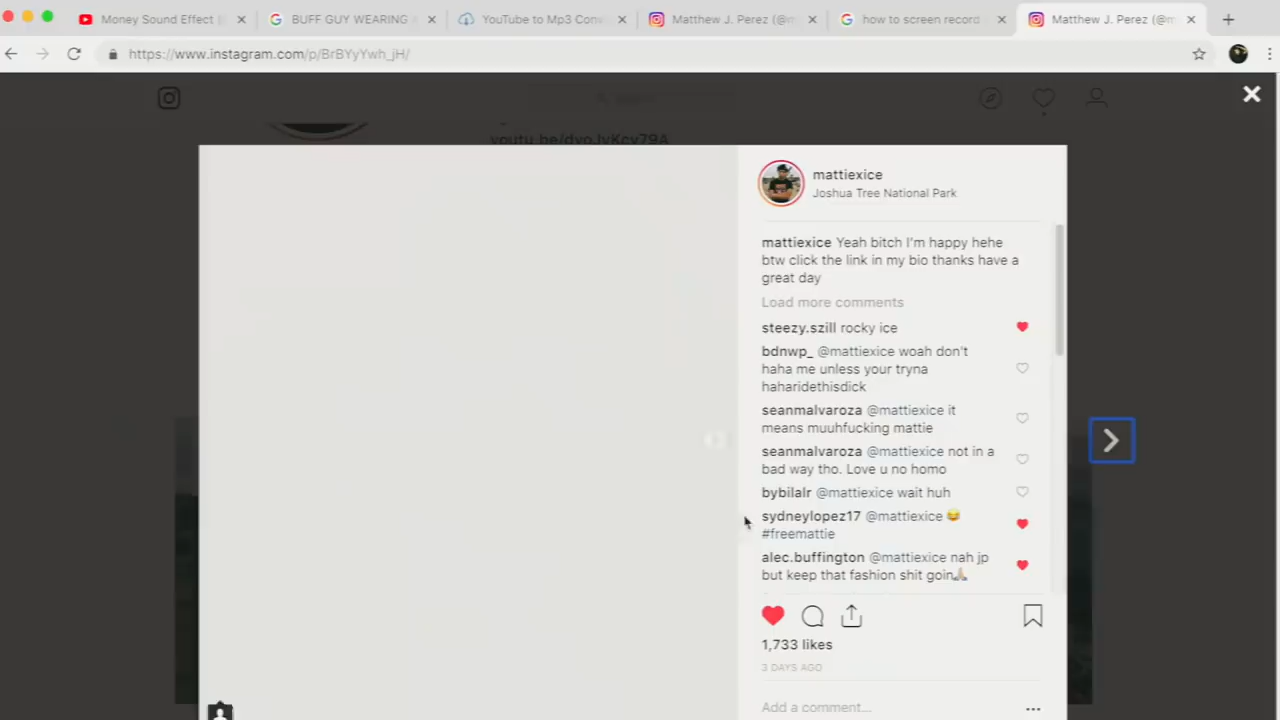 Money Sound Effect
BUFF GUY WEARING
YouTube to Mp3 Con
Matthew J. Perez (@m
how to screen record
Matthew J. Perez (@m
https://www.instagram.com/p/BrBYyYwh_jH/
youtu.be/dyoJyKcv79A
mattiexice
Joshua Tree National Park
mattiexice Yeah bitch I'm happy hehe
btw click the link in my bio thanks have a
great day
Load more comments
steezy.szill rocky ice
bdnwp_ @mattiexice woah don't
haha me unless your tryna
haharidethisdick
seanmalvaroza @mattiexice it
means muuhfucking mattie
seanmalvaroza @mattiexice not in a
bad way tho. Love u no homo
bybilalr @mattiexice wait huh
sydneylopez17 @mattiexice 😂
#freemattie
alec.buffington @mattiexice nah jp
but keep that fashion shit goin🙏🏼
1,733 likes
3 DAYS AGO
Add a comment...